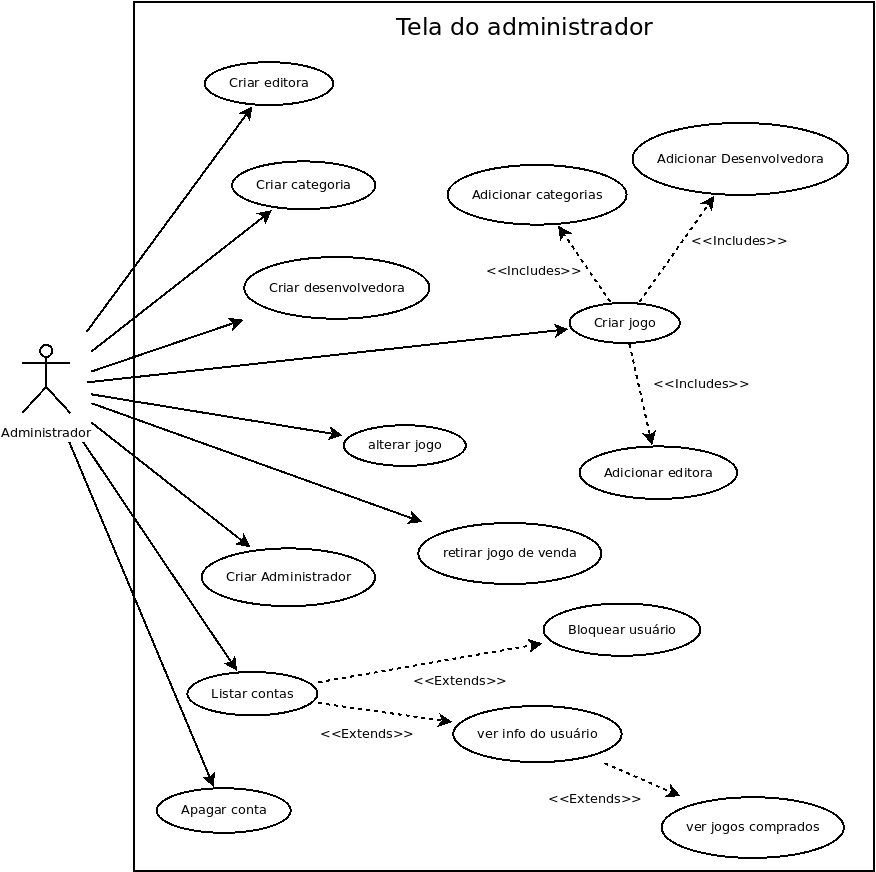 Tela do administrador
Criar editora
Adicionar Desenvolvedora
Criar categoria
Adicionar categorias
<<Includes>>
<<Includes>>
Criar desenvolvedora
Criar jogo
<<Includes>>
Administrador
alterar jogo
Adicionar editora
retirar jogo de venda
Criar Administrador
Bloquear usuário
<<Extends>>
Listar contas
<<Extends>>
ver info do usuário
<<Extends>>
Apagar conta
ver jogos comprados